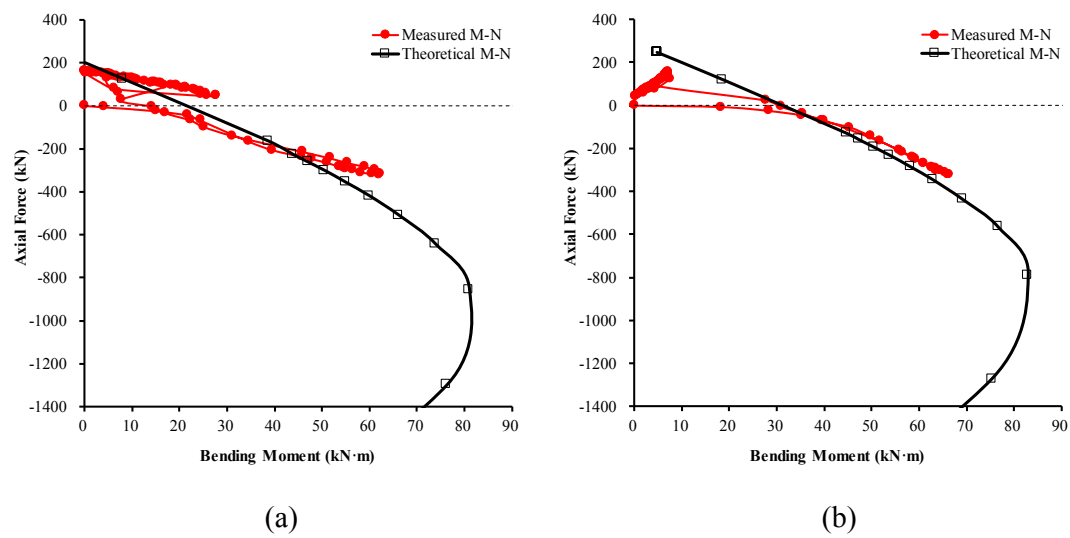 400
200
0
-200
-400
-600
-800
-1000
-1200
-1400
0 10 20 30 40 50 60 70 80 90
Axial Force (kN)
Bending Moment (kN·m)
Measured M-N
Theoretical M-N
(a)
400
200
0
-200
-400
-600
-800
-1000
-1200
-1400
0 10 20 30 40 50 60 70 80 90
Axial Force (kN)
Bending Moment (kN·m)
Measured M-N
Theoretical M-N
(b)